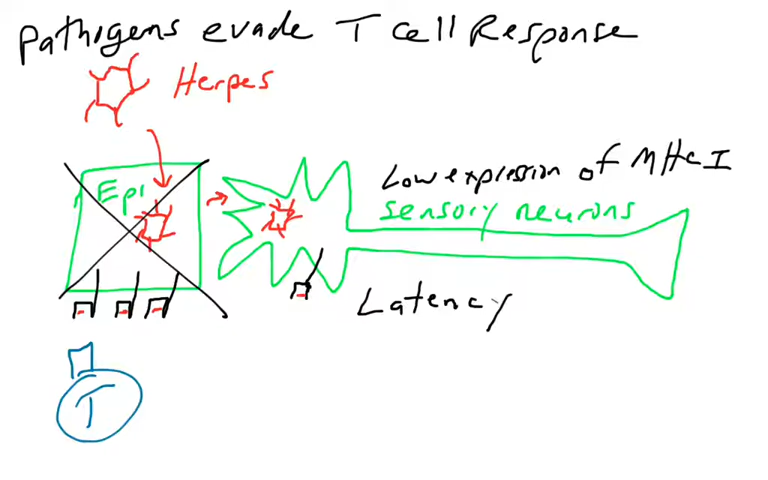 Pathogens evade T cell Response
Herpes
Epi
Low expression of MHC I
sensory neurons
Latency
T